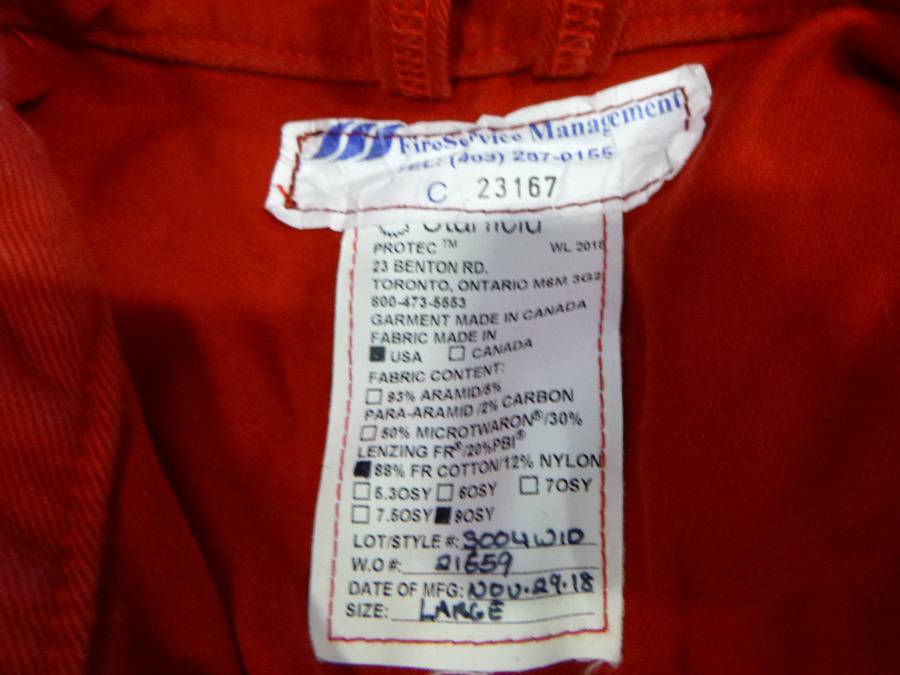 FireService Management
TEL: (403) 287-0156
C 23167
PROTEC™ WL 2018
23 BENTON RD.
TORONTO, ONTARIO M6M 3G2
800-473-5553
GARMENT MADE IN CANADA
FABRIC MADE IN
USA CANADA
FABRIC CONTENT:
93% ARAMID/5%
PARA-ARAMID /2% CARBON
50% MICROTWARON®/30%
LENZING FR®/20%PBI®
88% FR COTTON/12% NYLON
5.3OSY 6OSY 7OSY
7.5OSY 9OSY
LOT/STYLE #: 3004W10
W.O #: 21659
DATE OF MFG: NOV.29.18
SIZE: LARGE